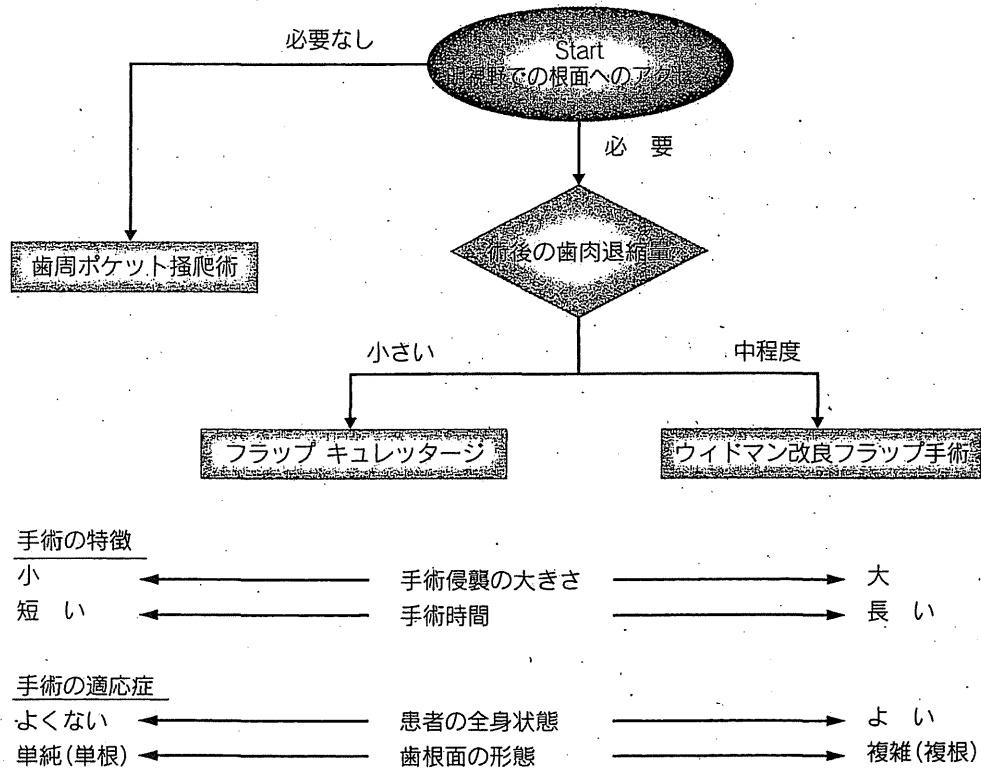 必要なし
Start
明視野での根面へのアクセス
必 要
術後の歯肉退縮量
歯周ポケット掻爬術
小さい
中程度
フラップ キュレッタージ
ウィドマン改良フラップ手術
手術の特徴
小 手術侵襲の大きさ 大
短 い 手術時間 長 い
手術の適応症
よくない 患者の全身状態 よ い
単純(単根) 歯根面の形態 複雑(複根)